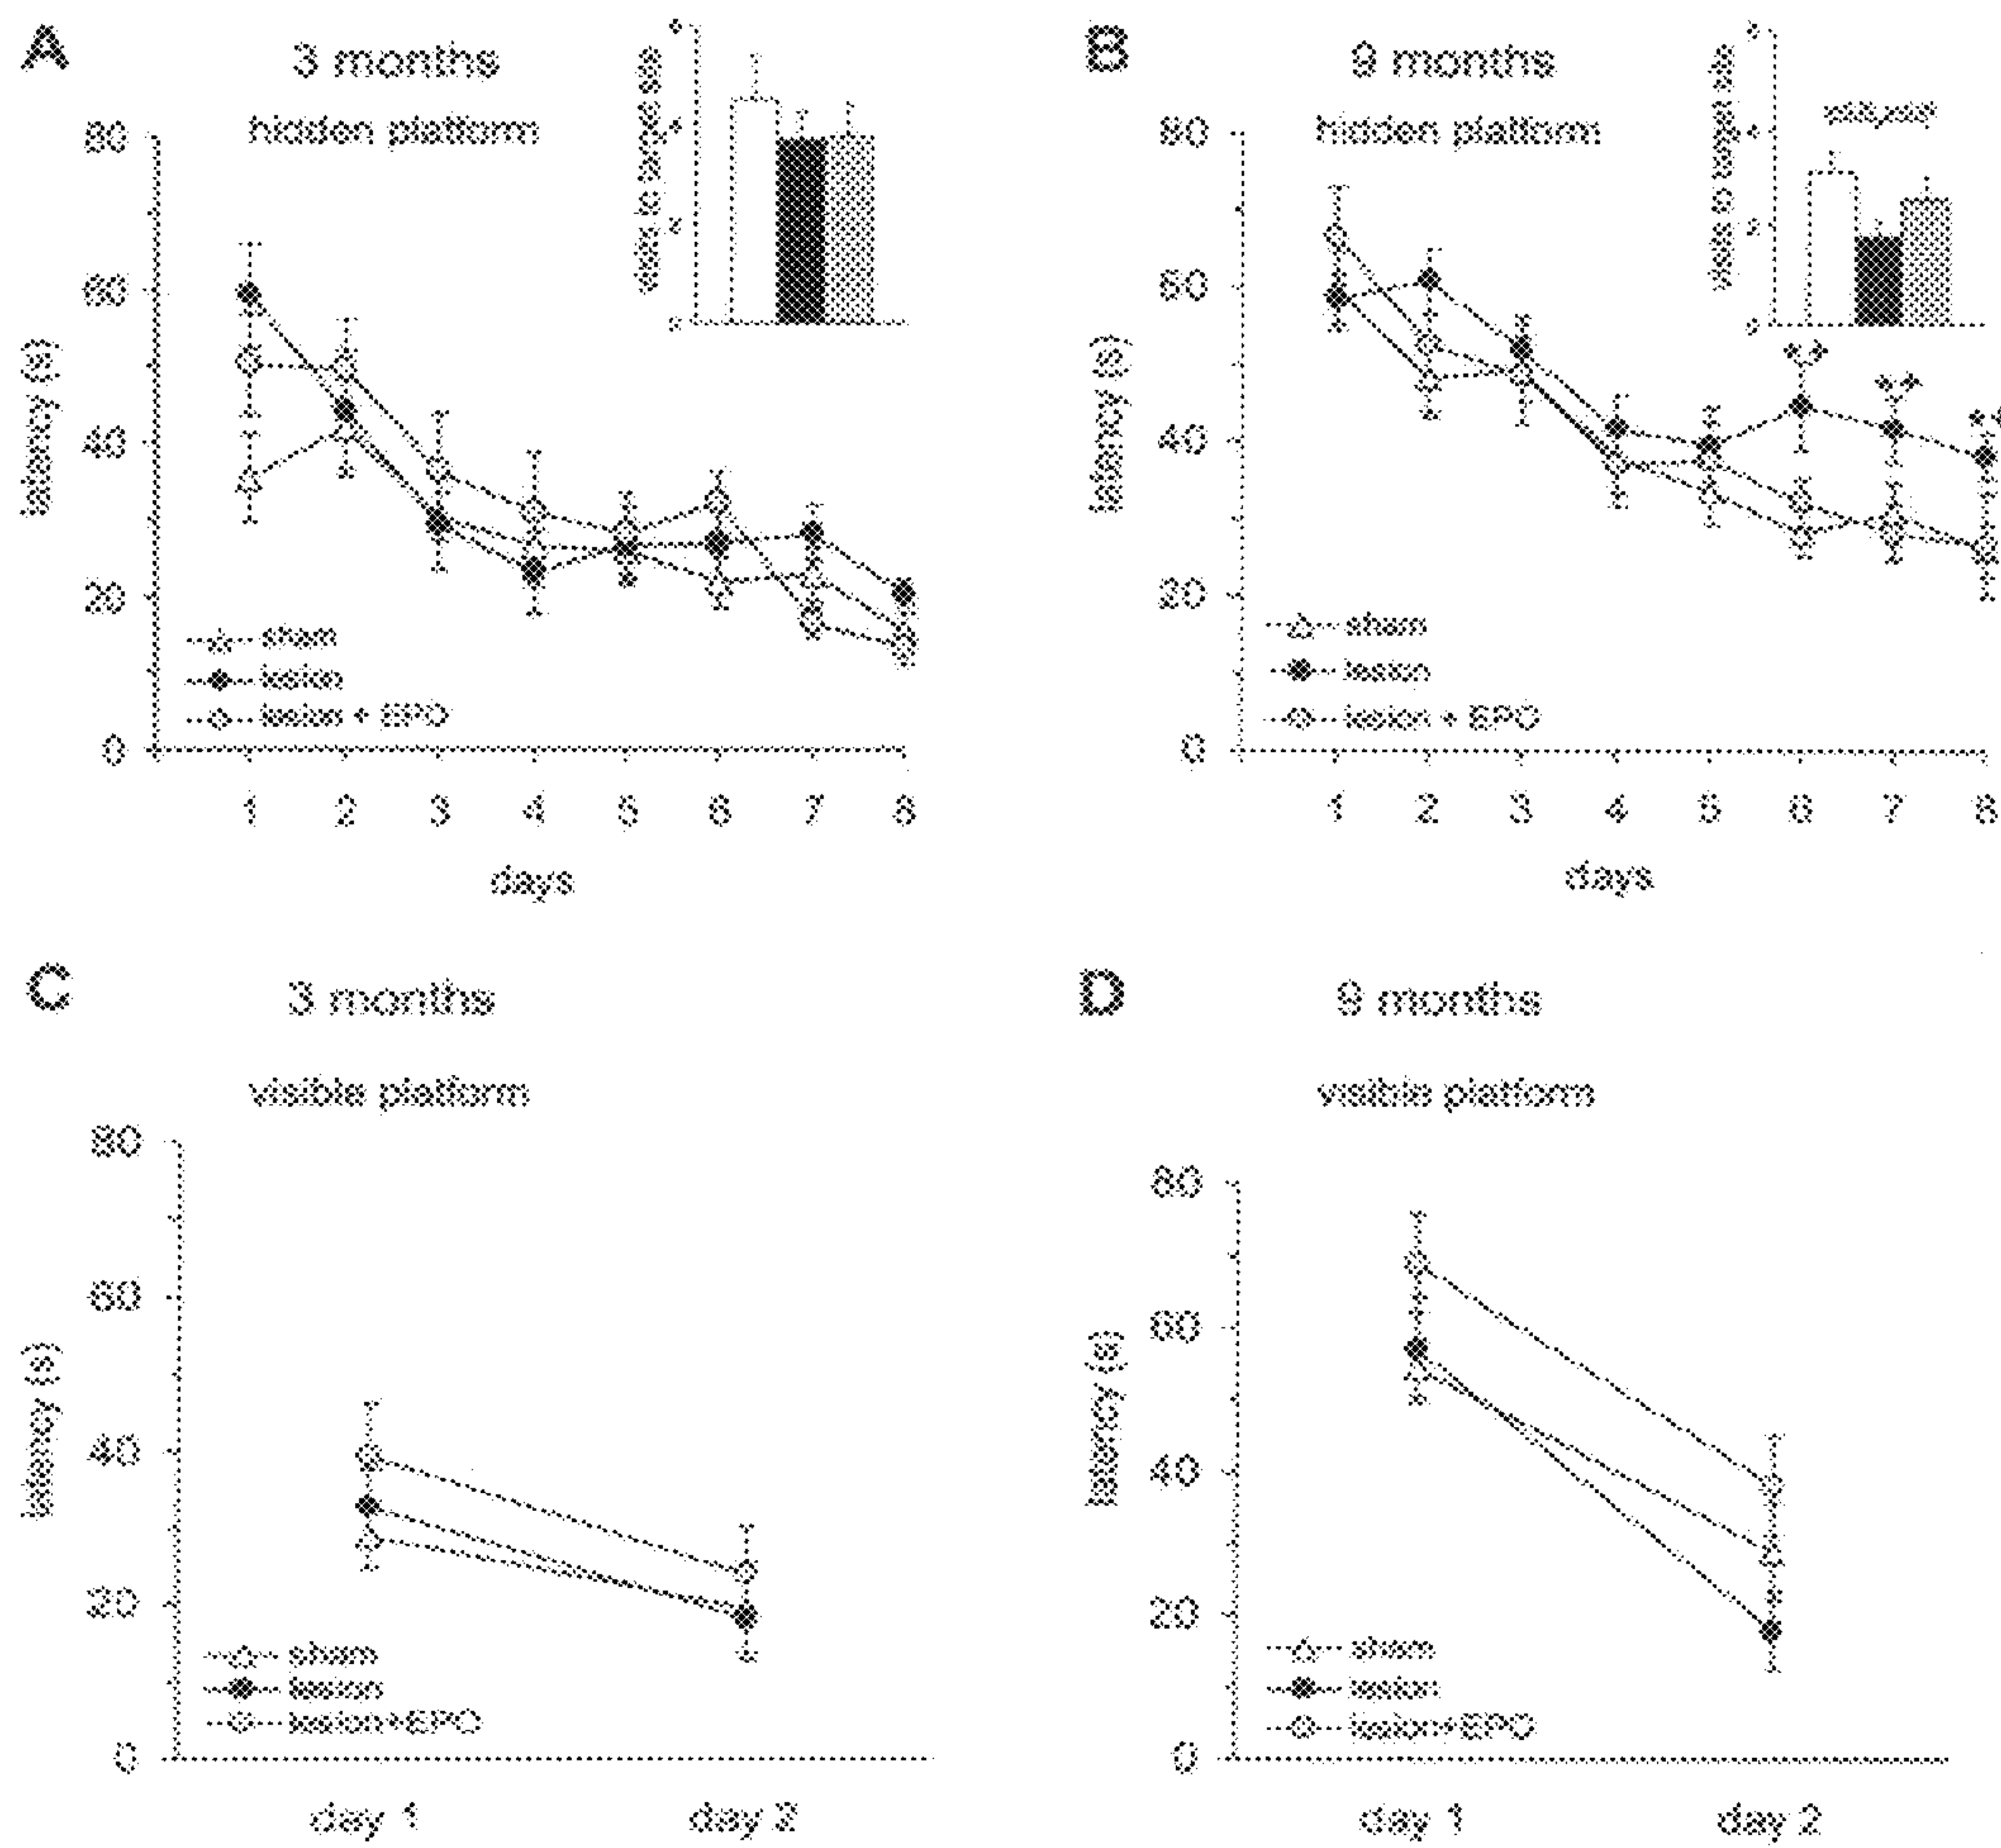 A
3 months
hidden platform
80
60
40
20
0
latency (s)
sham
lesion
lesion + EPO
1 2 3 4 5 6 7 8
days
B
9 months
hidden platform
80
60
40
20
0
latency (s)
sham
lesion
lesion + EPO
1 2 3 4 5 6 7 8
days
C
3 months
visible platform
80
60
40
20
0
latency (s)
sham
lesion
lesion+EPO
day 1 day 2
D
9 months
visible platform
80
60
40
20
0
latency (s)
sham
lesion
lesion+EPO
day 1 day 2